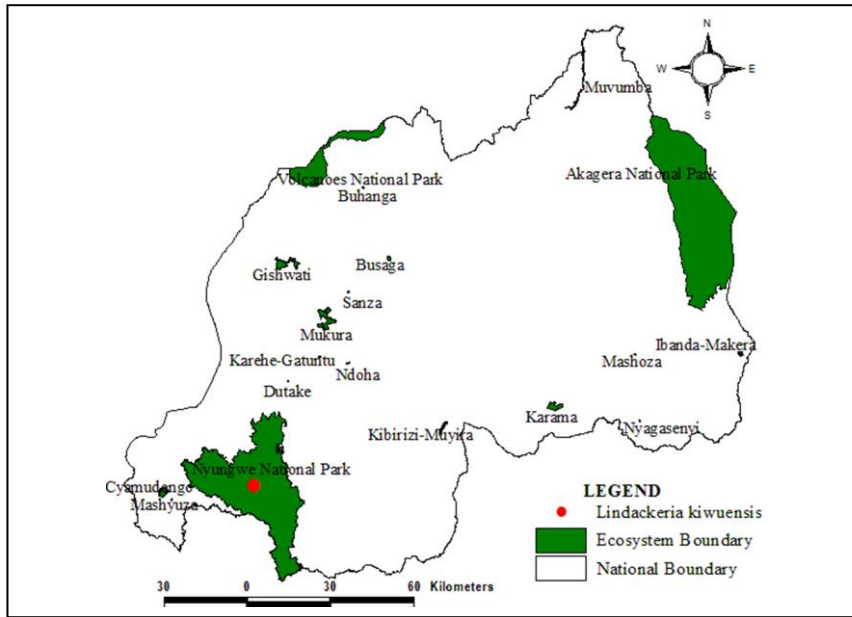 N
W E
S
Muvumba
Volcanoes National Park
Akagera National Park
Buhanga
Gishwati
Busaga
Sanza
Mukura
Karehe-Gaturitu
Ndoha
Dutake
Ibanda-Makera
Mashoza
Karama
Nyagasenyi
Kibirizi-Muyira
Nyungwe National Park
Cyamudongo
Mashyuza
LEGEND
Lindackeria kiwuensis
Ecosystem Boundary
National Boundary
30 0 30 60 Kilometers